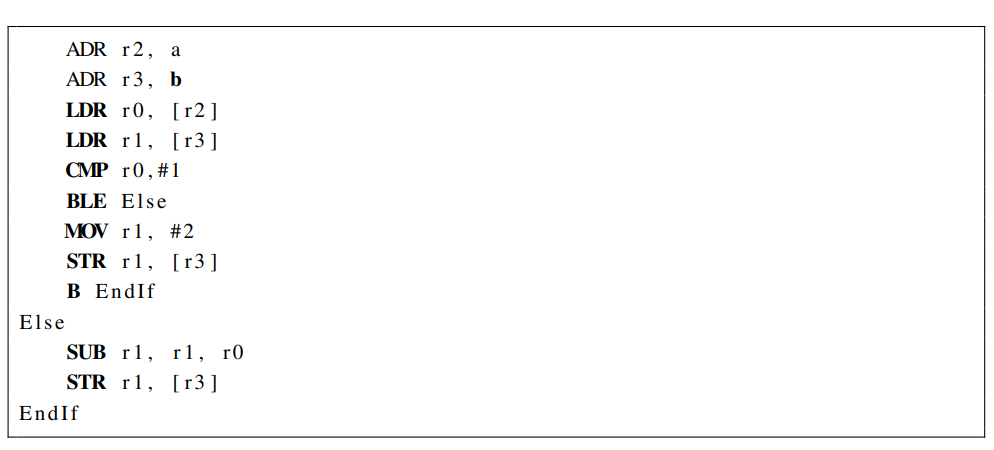 ADR r2, a
ADR r3, b
LDR r0, [r2]
LDR r1, [r3]
CMP r0,#1
BLE Else
MOV r1, #2
STR r1, [r3]
B EndIf
Else
SUB r1, r1, r0
STR r1, [r3]
EndIf